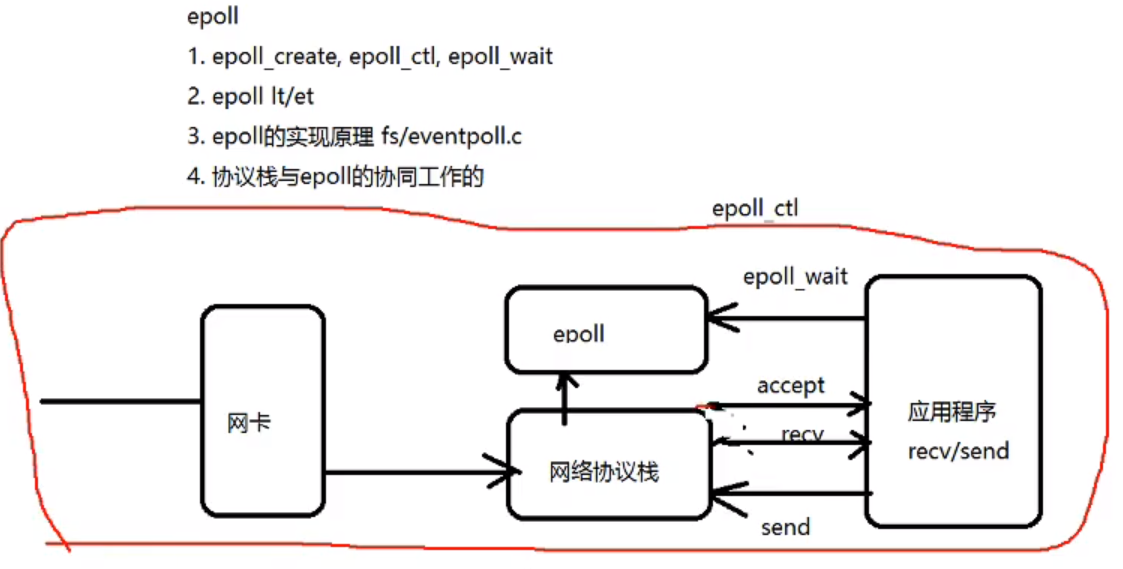 epoll
1. epoll_create, epoll_ctl, epoll_wait
2. epoll lt/et
3. epoll的实现原理 fs/eventpoll.c
4. 协议栈与epoll的协同工作的
epoll_ctl
epoll_wait
epoll
accept
网卡
应用程序
recv
recv/send
网络协议栈
send